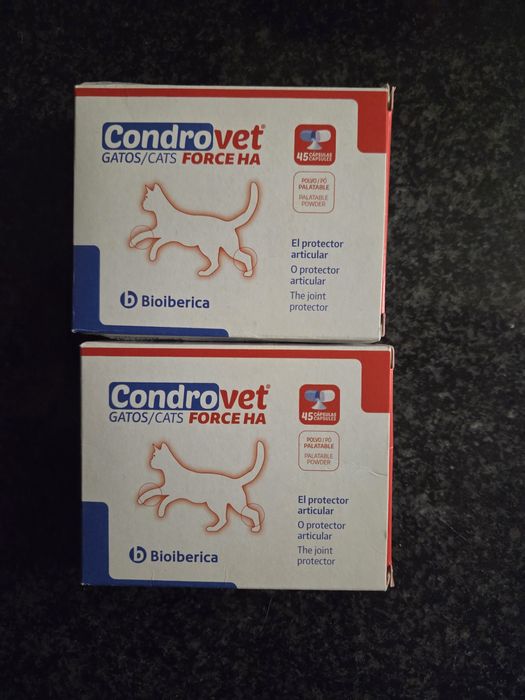 Condrovet®
GATOS/CATS FORCE HA
45 CÁPSULAS
CAPSULES
POLVO/PÓ
PALATABLE
PALATABLE
POWDER
El protector
articular
O protector
articular
The joint
protector
b Bioiberica
Condrovet®
GATOS/CATS FORCE HA
45 CÁPSULAS
CAPSULES
POLVO/PÓ
PALATABLE
PALATABLE
POWDER
El protector
articular
O protector
articular
The joint
protector
b Bioiberica